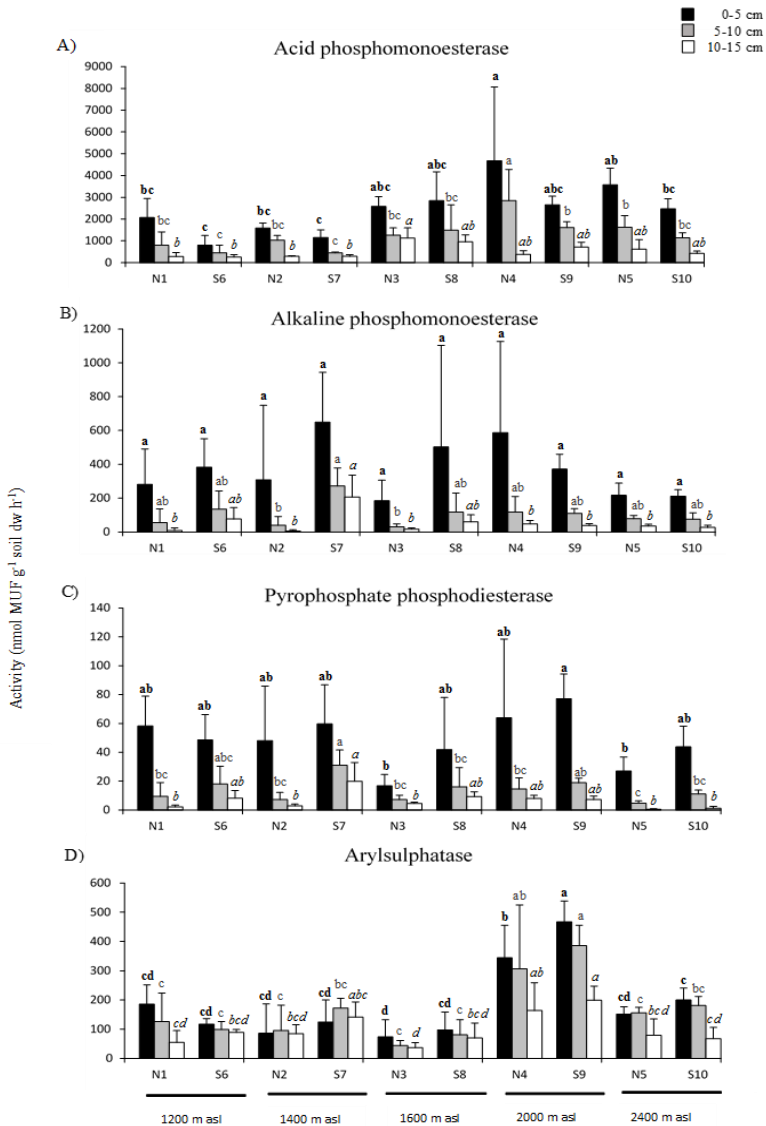 0-5 cm
5-10 cm
10-15 cm
A) Acid phosphomonoesterase
9000
8000
7000
6000
5000
4000
3000
2000
1000
0
bc bc b c c b bc bc b c c b abc bc a abc bc ab a a ab abc b ab ab b ab bc bc ab
N1 S6 N2 S7 N3 S8 N4 S9 N5 S10
B) Alkaline phosphomonoesterase
1200
1000
800
600
400
200
0
a ab b a ab ab a b b a a a a b b a ab ab a ab b a ab b a ab b a ab b
N1 S6 N2 S7 N3 S8 N4 S9 N5 S10
Activity (nmol MUF g-1 soil dw h-1)
C) Pyrophosphate phosphodiesterase
140
120
100
80
60
40
20
0
ab bc b ab abc ab ab bc b ab a a b bc b ab bc ab ab bc ab a ab ab b c b ab bc b
N1 S6 N2 S7 N3 S8 N4 S9 N5 S10
D) Arylsulphatase
600
500
400
300
200
100
0
cd c cd cd c bcd cd c bcd cd bc abc d c d cd c bcd b ab ab a a a cd c bcd c bc cd
N1 S6 N2 S7 N3 S8 N4 S9 N5 S10
1200 m asl 1400 m asl 1600 m asl 2000 m asl 2400 m asl